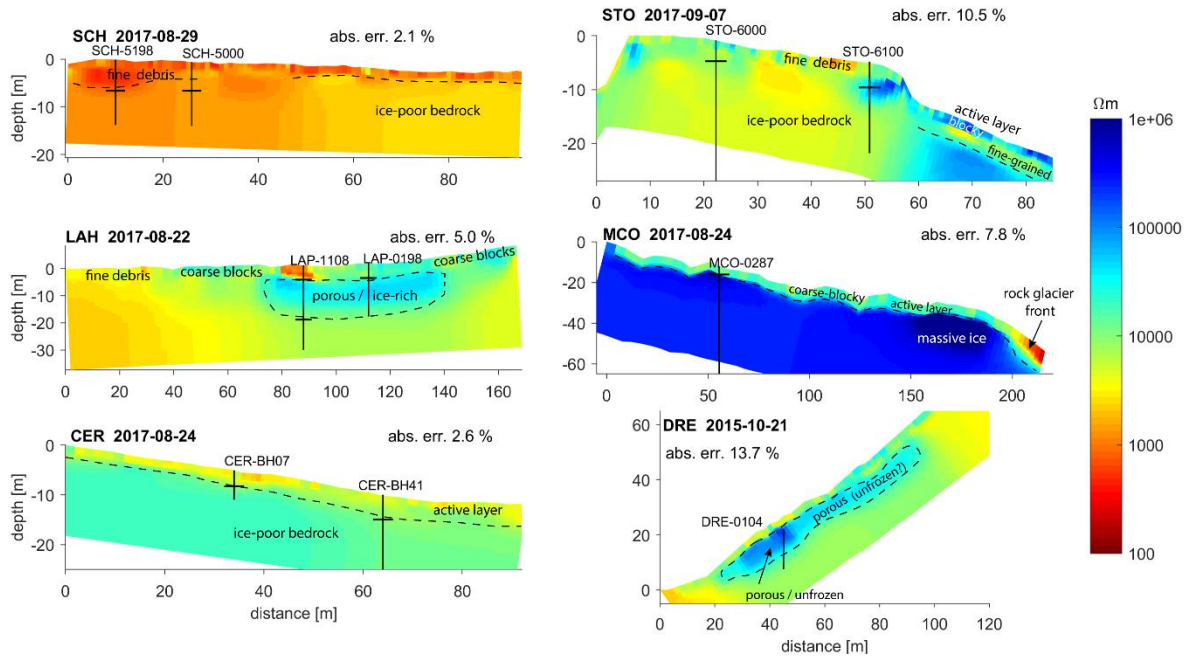 SCH 2017-08-29
abs. err. 2.1 %
SCH-5198
SCH-5000
fine debris
ice-poor bedrock
depth [m]
0
-10
-20
0 20 40 60 80
LAH 2017-08-22
abs. err. 5.0 %
LAP-1108
LAP-0198
fine debris
coarse blocks
coarse blocks
porous / ice-rich
depth [m]
0
-10
-20
-30
0 20 40 60 80 100 120 140 160
CER 2017-08-24
abs. err. 2.6 %
CER-BH07
CER-BH41
active layer
ice-poor bedrock
depth [m]
0
-10
-20
0 20 40 60 80
distance [m]
STO 2017-09-07
abs. err. 10.5 %
STO-6000
STO-6100
fine debris
ice-poor bedrock
active layer
blocky
fine-grained
0
-10
-20
0 10 20 30 40 50 60 70 80
MCO 2017-08-24
abs. err. 7.8 %
MCO-0287
coarse-blocky
active layer
rock glacier
front
massive ice
0
-20
-40
-60
0 50 100 150 200
DRE 2015-10-21
abs. err. 13.7 %
DRE-0104
porous (unfrozen?)
porous / unfrozen
60
40
20
0
0 20 40 60 80 100 120
distance [m]
Ωm
1e+06
100000
10000
1000
100